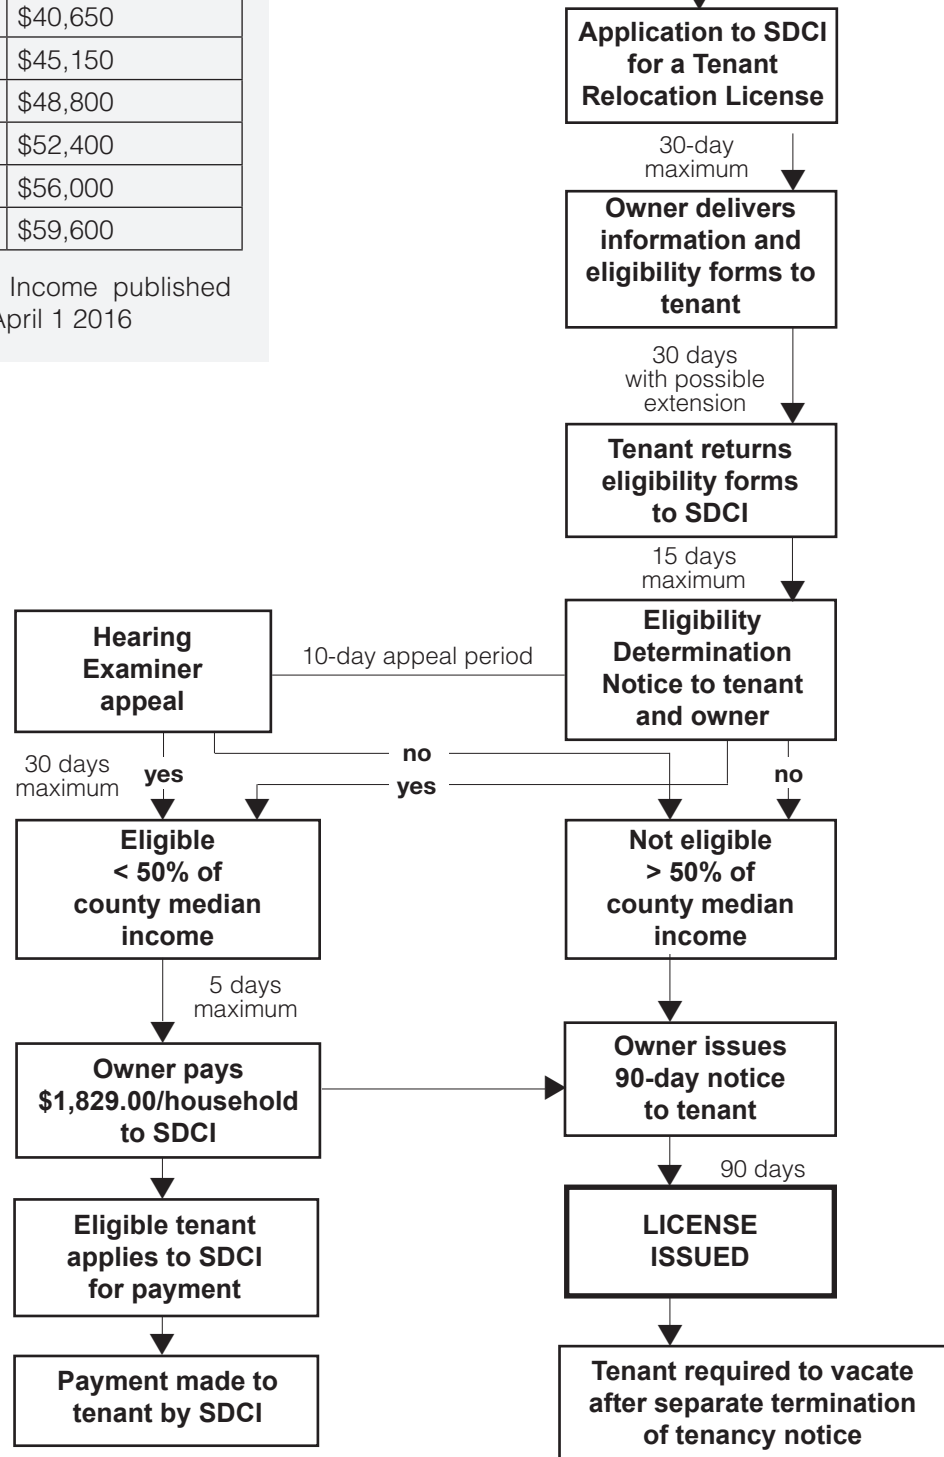 $40,650
$45,150
$48,800
$52,400
$56,000
$59,600
Income published
April 1 2016
Application to SDCI
for a Tenant
Relocation License
30-day
maximum
Owner delivers
information and
eligibility forms to
tenant
30 days
with possible
extension
Tenant returns
eligibility forms
to SDCI
15 days
maximum
Eligibility
Determination
Notice to tenant
and owner
10-day appeal period
Hearing
Examiner
appeal
30 days
maximum
yes
no
yes
no
Eligible
< 50% of
county median
income
Not eligible
> 50% of
county median
income
5 days
maximum
Owner pays
$1,829.00/household
to SDCI
Owner issues
90-day notice
to tenant
90 days
Eligible tenant
applies to SDCI
for payment
LICENSE
ISSUED
Payment made to
tenant by SDCI
Tenant required to vacate
after separate termination
of tenancy notice